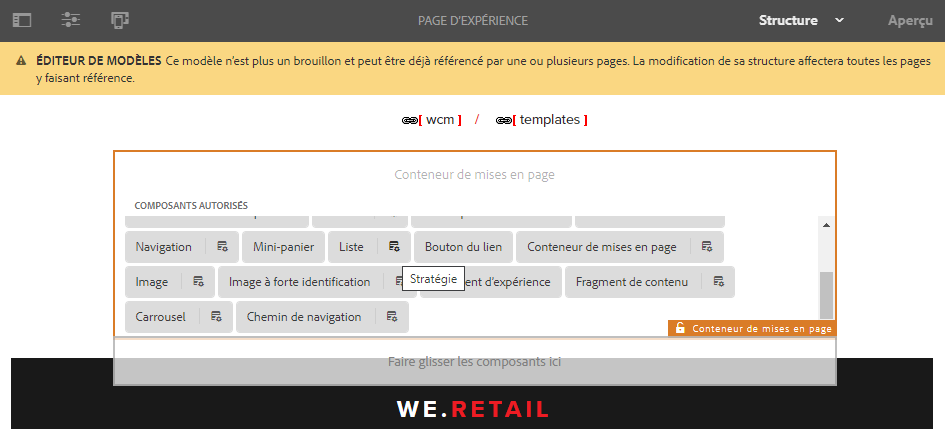 PAGE D'EXPÉRIENCE
Structure
Aperçu
ÉDITEUR DE MODÈLES Ce modèle n'est plus un brouillon et peut être déjà référencé par une ou plusieurs pages. La modification de sa structure affectera toutes les pages
y faisant référence.
[ wcm ] / [ templates ]
Conteneur de mises en page
COMPOSANTS AUTORISÉS
Navigation Mini-panier Liste Bouton du lien Conteneur de mises en page
Image Image à forte identification Stratégie d'expérience Fragment de contenu
Carrousel Chemin de navigation
Conteneur de mises en page
Faire glisser les composants ici
WE.RETAIL